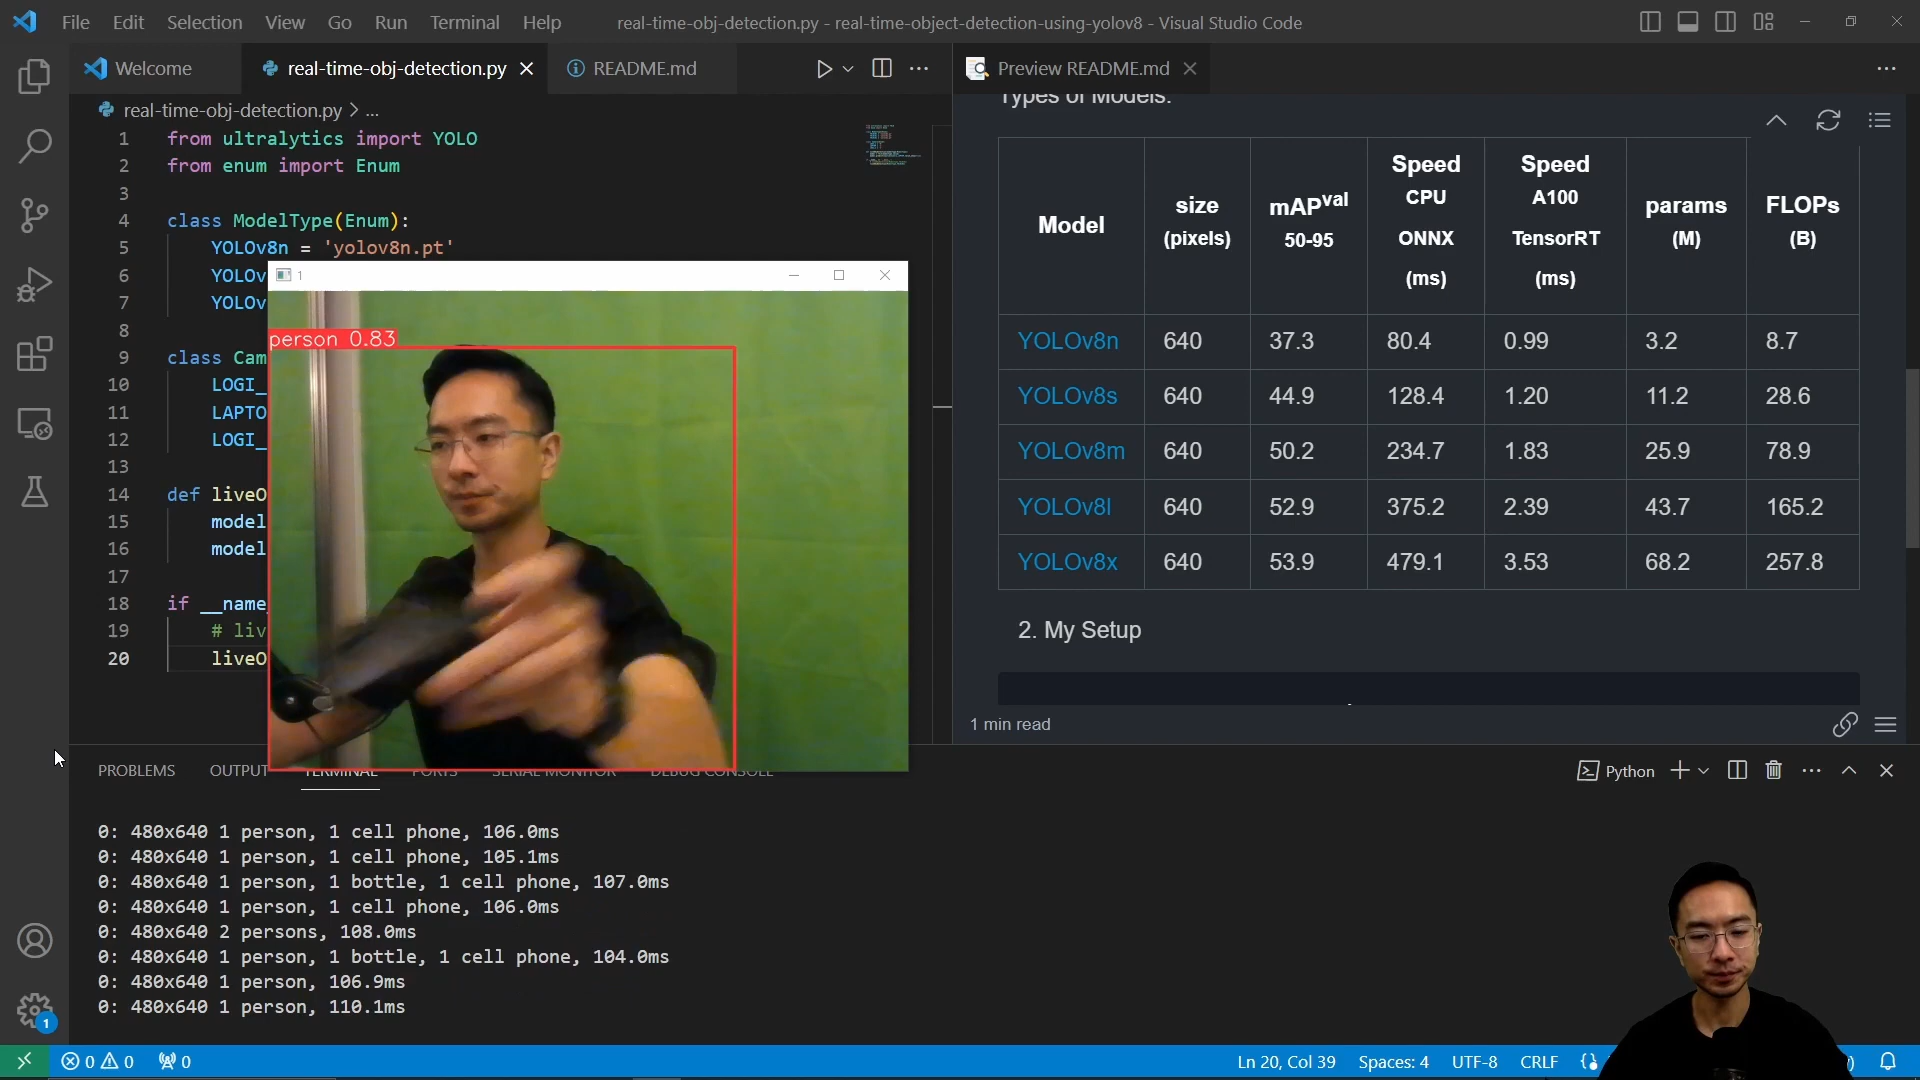 File Edit Selection View Go Run Terminal Help
real-time-obj-detection.py - real-time-object-detection-using-yolov8 - Visual Studio Code
Welcome
real-time-obj-detection.py
README.md
Preview README.md
real-time-obj-detection.py > ...
1 from ultralytics import YOLO
2 from enum import Enum
3
4 class ModelType(Enum):
5 YOLOv8n = 'yolov8n.pt'
6 YOLOv
7 YOLOv
8
9 class Cam
10 LOGI_
11 LAPTO
12 LOGI_
13
14 def liveO
15 model
16 model
17
18 if __name_
19 # liv
20 liveO
1
person 0.83
Types of Models:
Model size (pixels) mAPval 50-95 Speed CPU ONNX (ms) Speed A100 TensorRT (ms) params (M) FLOPs (B)
YOLOv8n 640 37.3 80.4 0.99 3.2 8.7
YOLOv8s 640 44.9 128.4 1.20 11.2 28.6
YOLOv8m 640 50.2 234.7 1.83 25.9 78.9
YOLOv8l 640 52.9 375.2 2.39 43.7 165.2
YOLOv8x 640 53.9 479.1 3.53 68.2 257.8
2. My Setup
1 min read
PROBLEMS OUTPUT TERMINAL PORTS SERIAL MONITOR DEBUG CONSOLE
Python
0: 480x640 1 person, 1 cell phone, 106.0ms
0: 480x640 1 person, 1 cell phone, 105.1ms
0: 480x640 1 person, 1 bottle, 1 cell phone, 107.0ms
0: 480x640 1 person, 1 cell phone, 106.0ms
0: 480x640 2 persons, 108.0ms
0: 480x640 1 person, 1 bottle, 1 cell phone, 104.0ms
0: 480x640 1 person, 106.9ms
0: 480x640 1 person, 110.1ms
1
0 0 0
Ln 20, Col 39 Spaces: 4 UTF-8 CRLF